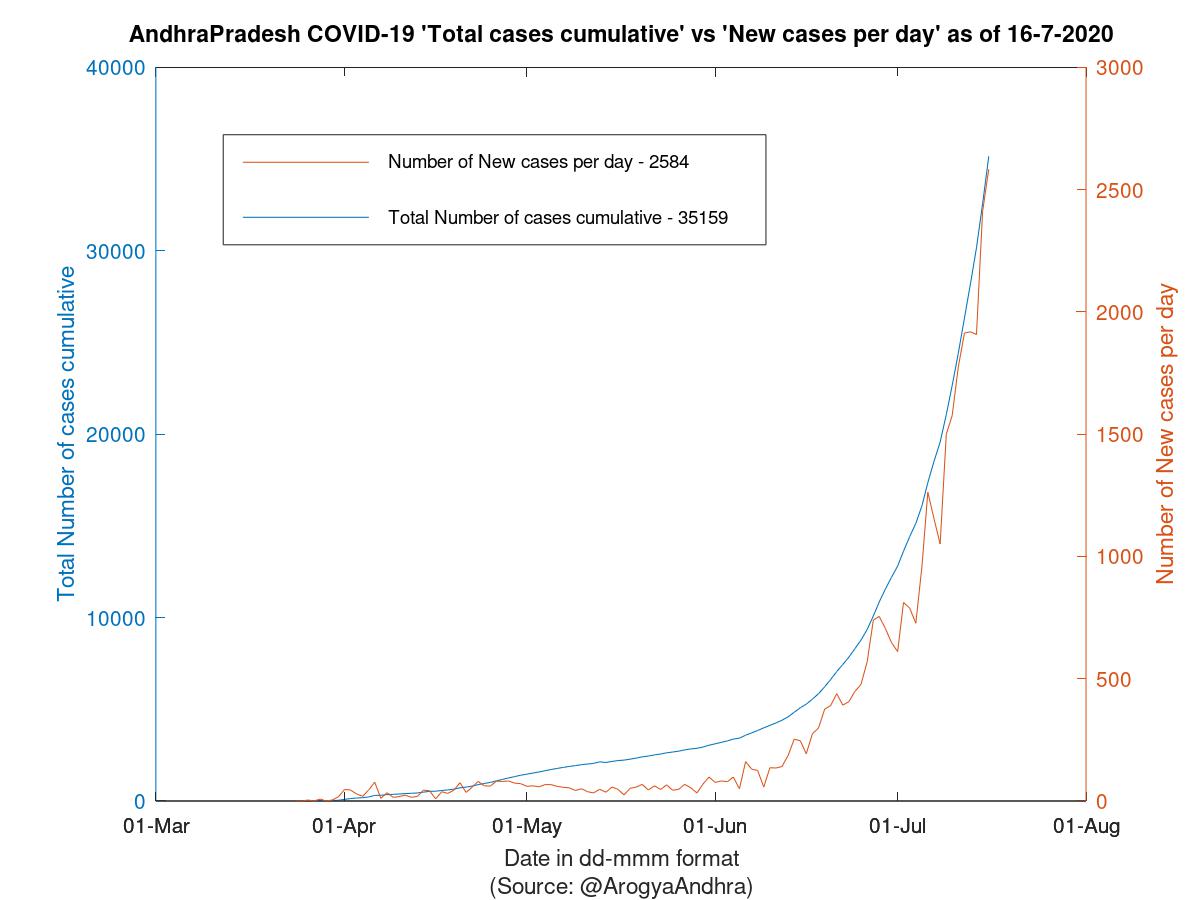 AndhraPradesh COVID-19 'Total cases cumulative' vs 'New cases per day' as of 16-7-2020
40000
30000
20000
10000
0
Total Number of cases cumulative
Number of New cases per day - 2584
Total Number of cases cumulative - 35159
3000
2500
2000
1500
1000
500
0
Number of New cases per day
01-Mar 01-Apr 01-May 01-Jun 01-Jul 01-Aug
Date in dd-mmm format
(Source: @ArogyaAndhra)